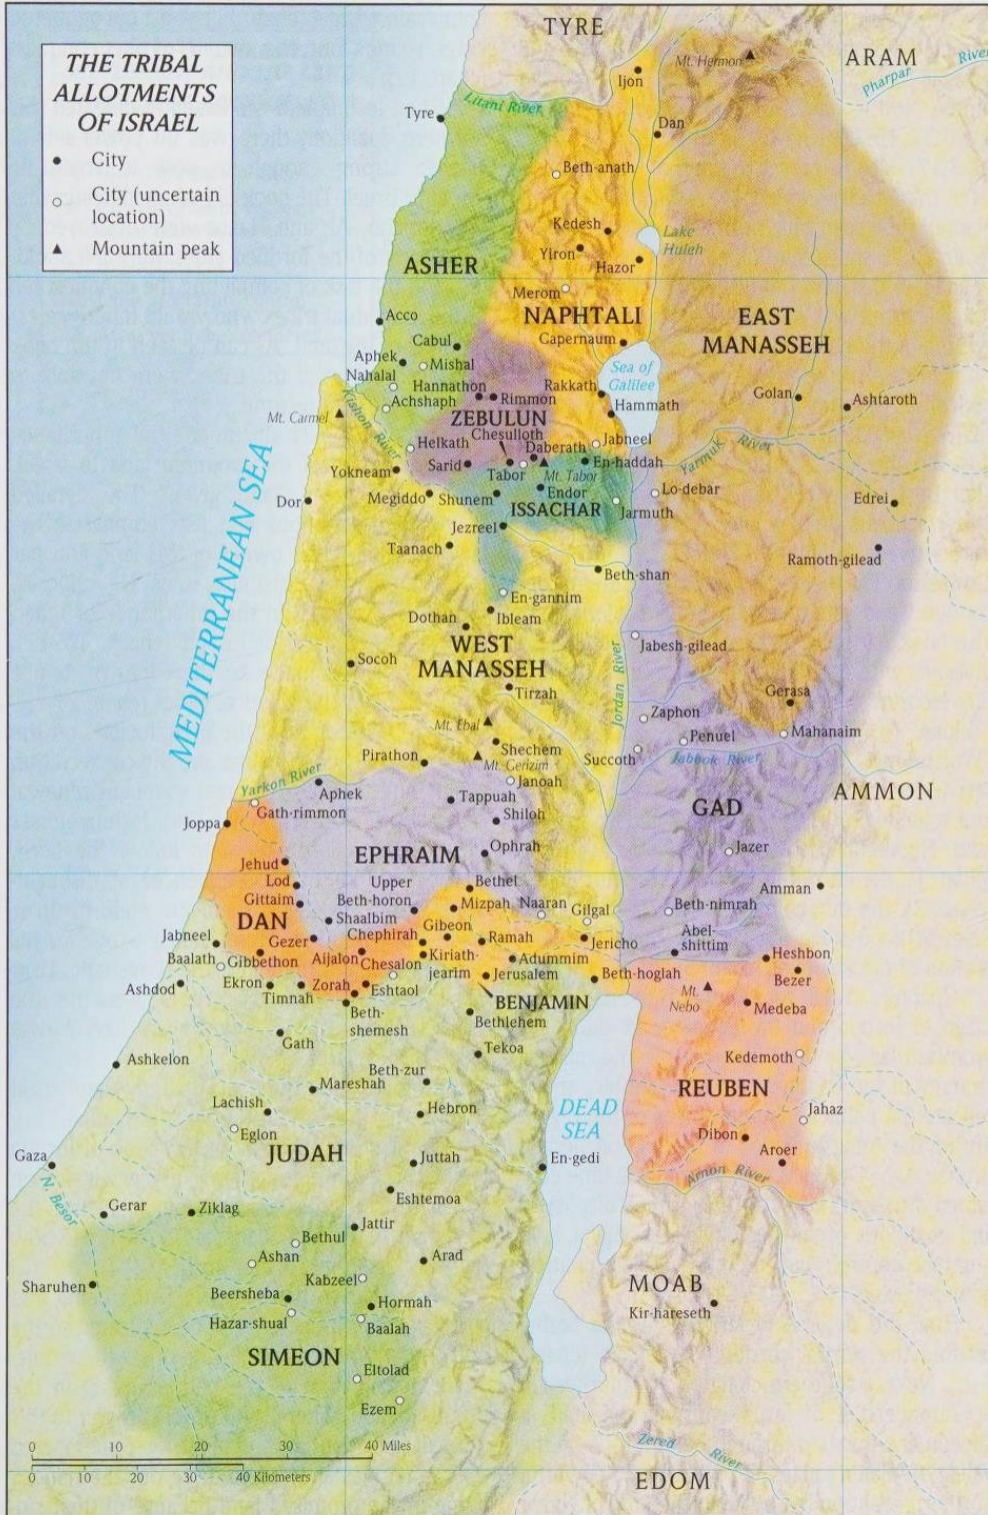 THE TRIBAL
ALLOTMENTS
OF ISRAEL
City
City (uncertain
location)
Mountain peak
TYRE
ARAM
Mt. Hermon
Pharpar
River
Ijon
Litani River
Tyre
Dan
Beth-anath
Kedesh
Lake
Huleh
Yiron
Hazor
ASHER
Merom
NAPHTALI
EAST
MANASSEH
Acco
Capernaum
Cabul
Aphek
Mishal
Sea of
Galilee
Nahalal
Hannathon
Rimmon
Rakkath
Golan
Ashtaroth
Achshaph
Hammath
Mt. Carmel
Kishon River
ZEBULUN
Chesulloth
Helkath
Daberath
Jabneel
Yarmuk
River
Yokneam
Sarid
Tabor
Mt. Tabor
En-haddah
Dor
Megiddo
Shunem
Endor
Lo-debar
Edrei
ISSACHAR
Jarmuth
Jezreel
Taanach
Ramoth-gilead
Beth-shan
En-gannim
Ibleam
Dothan
MEDITERRANEAN SEA
WEST
MANASSEH
Jabesh-gilead
Socoh
Jordan River
Tirzah
Gerasa
Zaphon
Mt. Ebal
Mahanaim
Penuel
Shechem
Pirathon
Mt. Gerizim
Succoth
Jabbok River
Janoah
Yarkon River
Aphek
Tappuah
AMMON
Gath-rimmon
GAD
Joppa
Shiloh
EPHRAIM
Ophrah
Jazer
Jehud
Lod
Upper
Beth-horon
Bethel
Amman
Gittaim
Mizpah
Naaran
Gilgal
Beth-nimrah
DAN
Shaalbim
Gibeon
Abel-
shittim
Jabneel
Gezer
Chephirah
Ramah
Jericho
Baalath
Gibbethon
Aijalon
Kiriath-
jearim
Adummim
Heshbon
Chesalon
Jerusalem
Beth-hoglah
Bezer
Ashdod
Ekron
Timnah
Zorah
Eshtaol
BENJAMIN
Mt.
Nebo
Medeba
Beth-
shemesh
Bethlehem
Gath
Tekoa
Kedemoth
Ashkelon
Beth-zur
Mareshah
REUBEN
Lachish
Hebron
DEAD
SEA
Jahaz
Eglon
Dibon
JUDAH
Gaza
Juttah
En-gedi
Aroer
Arnon River
N. Besor
Eshtemoa
Gerar
Ziklag
Jattir
Bethul
Ashan
Arad
Kabzeel
Sharuhen
MOAB
Beersheba
Hormah
Kir-hareseth
Hazar-shual
Baalah
SIMEON
Eltolad
Ezem
0 10 30 40 Miles
0 10 20 30 40 Kilometers
Zered
River
EDOM